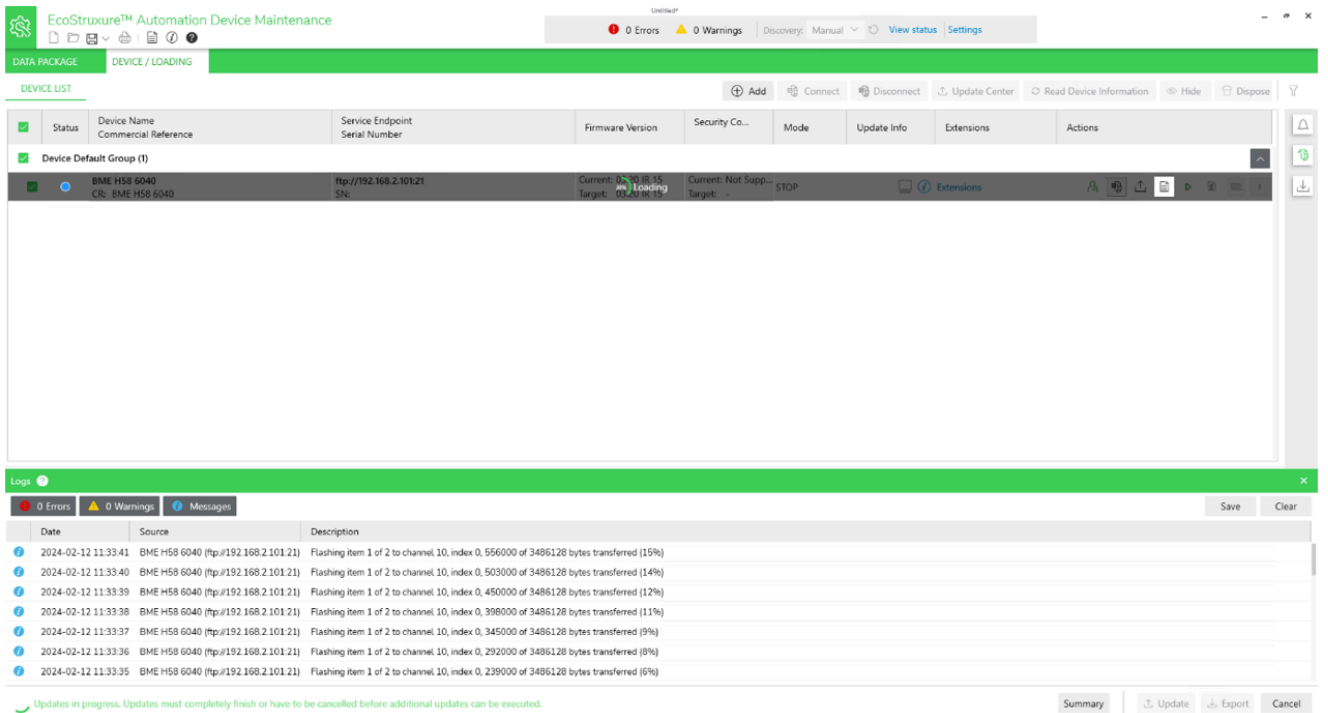 Untitled*
EcoStruxure™ Automation Device Maintenance
0 Errors 0 Warnings Discovery: Manual View status Settings
DATA PACKAGE DEVICE / LOADING
DEVICE LIST
Add Connect Disconnect Update Center Read Device Information Hide Dispose
Status Device Name Service Endpoint Firmware Version Security Co... Mode Update Info Extensions Actions
Commercial Reference Serial Number
Device Default Group (1)
BME H58 6040 ftp://192.168.2.101:21 Current: IR 15 Current: Not Supp... STOP Extensions
CR: BME H58 6040 SN: Target: 03.20 IR 15 Target: -
Loading
Logs
0 Errors 0 Warnings Messages Save Clear
Date Source Description
2024-02-12 11:33:41 BME H58 6040 (ftp://192.168.2.101:21) Flashing item 1 of 2 to channel 10, index 0, 556000 of 3486128 bytes transferred (15%)
2024-02-12 11:33:40 BME H58 6040 (ftp://192.168.2.101:21) Flashing item 1 of 2 to channel 10, index 0, 503000 of 3486128 bytes transferred (14%)
2024-02-12 11:33:39 BME H58 6040 (ftp://192.168.2.101:21) Flashing item 1 of 2 to channel 10, index 0, 450000 of 3486128 bytes transferred (12%)
2024-02-12 11:33:38 BME H58 6040 (ftp://192.168.2.101:21) Flashing item 1 of 2 to channel 10, index 0, 398000 of 3486128 bytes transferred (11%)
2024-02-12 11:33:37 BME H58 6040 (ftp://192.168.2.101:21) Flashing item 1 of 2 to channel 10, index 0, 345000 of 3486128 bytes transferred (9%)
2024-02-12 11:33:36 BME H58 6040 (ftp://192.168.2.101:21) Flashing item 1 of 2 to channel 10, index 0, 292000 of 3486128 bytes transferred (8%)
2024-02-12 11:33:35 BME H58 6040 (ftp://192.168.2.101:21) Flashing item 1 of 2 to channel 10, index 0, 239000 of 3486128 bytes transferred (6%)
Updates in progress. Updates must completely finish or have to be cancelled before additional updates can be executed. Summary Update Export Cancel